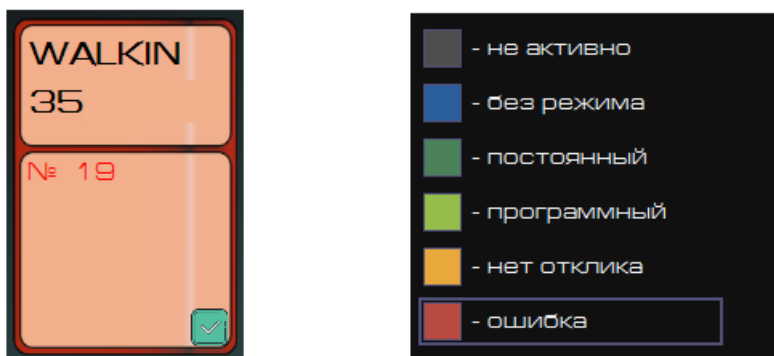 WALKIN
35
№ 19
- не активно
- без режима
- постоянный
- программный
- нет отклика
- ошибка